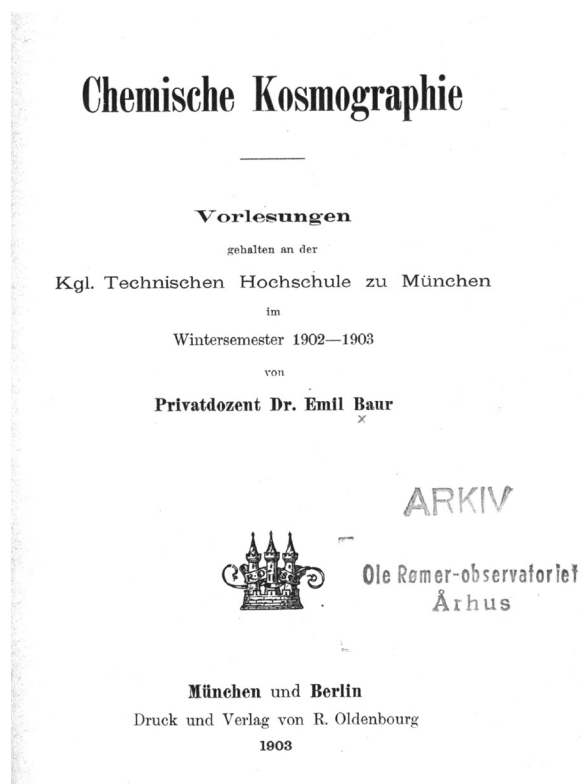 Chemische Kosmographie
Vorlesungen
gehalten an der
Kgl. Technischen Hochschule zu München
im
Wintersemester 1902—1903
von
Privatdozent Dr. Emil Baur
ARKIV
Ole Rømer-observatoriet
Århus
München und Berlin
Druck und Verlag von R. Oldenbourg
1903